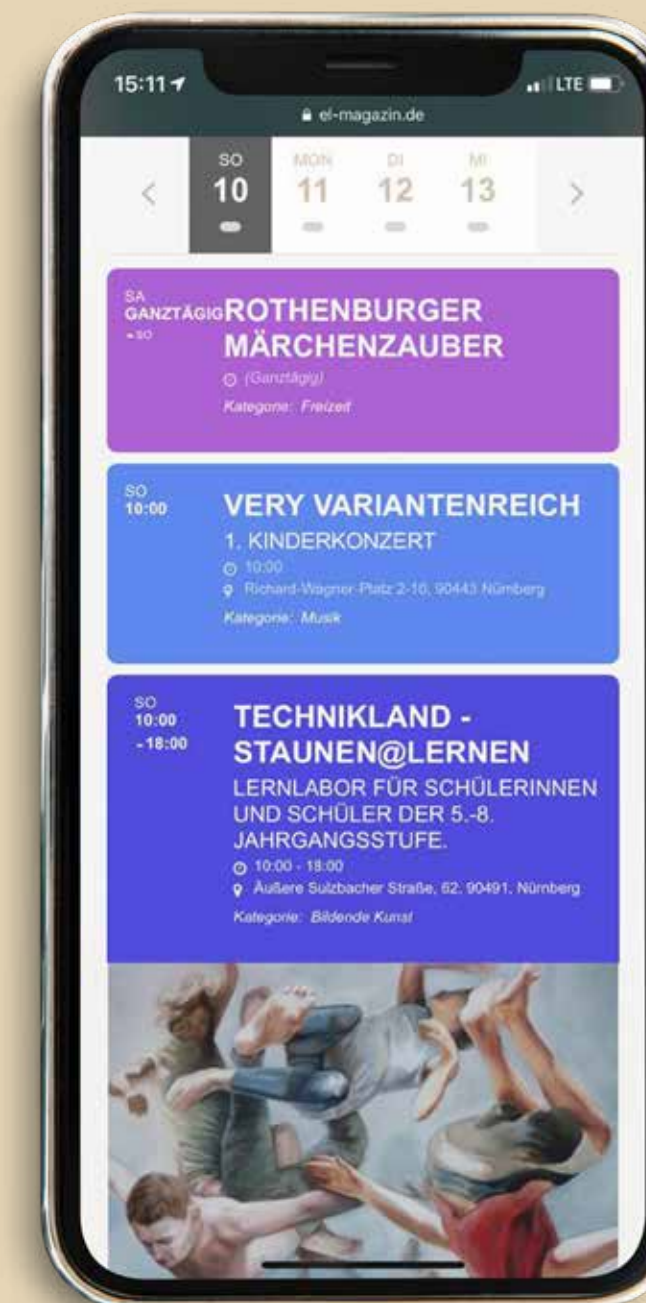 15:11
LTE
el-magazin.de
SO MON DI MI
< 10 11 12 13 >
SA
GANZTÄGIG
- SO
ROTHENBURGER
MÄRCHENZAUBER
(Ganztägig)
Kategorie: Freizeit
SO
10:00
VERY VARIANTENREICH
1. KINDERKONZERT
10:00
Richard-Wagner-Platz 2-10, 90443 Nürnberg
Kategorie: Musik
SO
10:00
- 18:00
TECHNIKLAND -
STAUNEN@LERNEN
LERNLABOR FÜR SCHÜLERINNEN
UND SCHÜLER DER 5.-8.
JAHRGANGSSTUFE.
10:00 - 18:00
Äußere Sulzbacher Straße, 62, 90491, Nürnberg
Kategorie: Bildende Kunst